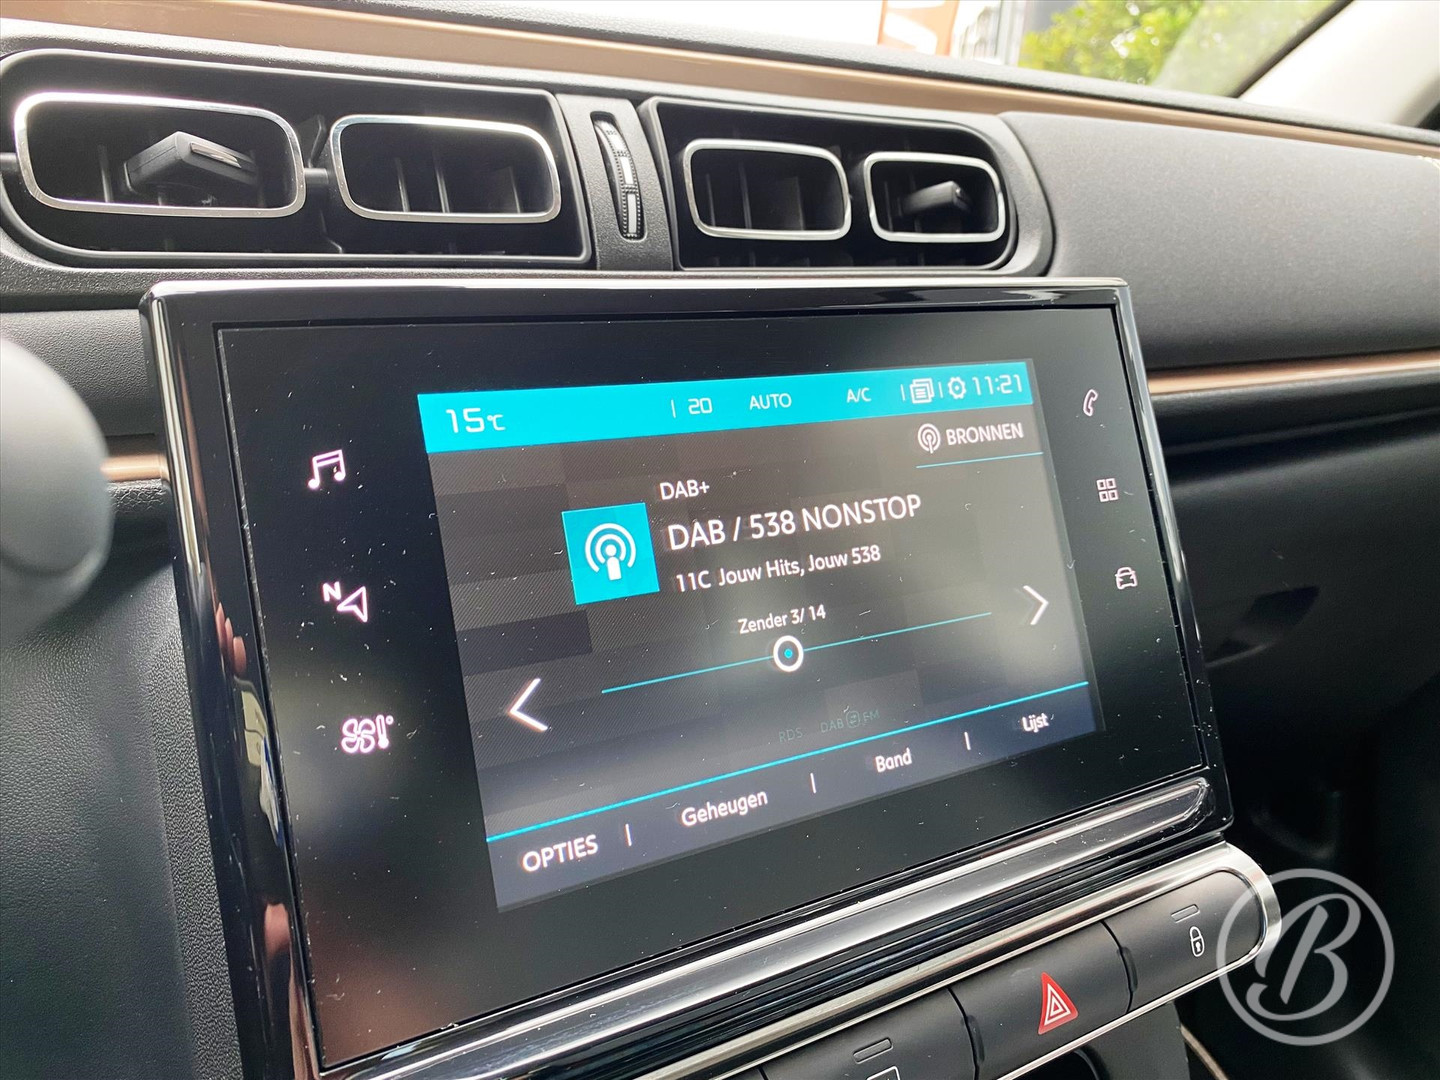 15°C | 20 AUTO A/C | | 11:21
BRONNEN
DAB+
DAB / 538 NONSTOP
11C Jouw Hits, Jouw 538
Zender 3/ 14
N
RDS DAB FM
OPTIES | Geheugen | Band | Lijst
B